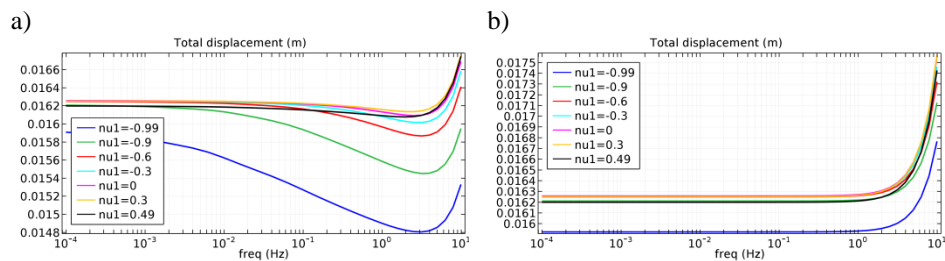 a)
Total displacement (m)
0.0166
0.0164
0.0162
0.016
0.0158
0.0156
0.0154
0.0152
0.015
0.0148
nu1=-0.99
nu1=-0.9
nu1=-0.6
nu1=-0.3
nu1=0
nu1=0.3
nu1=0.49
10⁻⁴ 10⁻³ 10⁻² 10⁻¹ 10⁰ 10¹
freq (Hz)
b)
Total displacement (m)
0.0175
0.0174
0.0173
0.0172
0.0171
0.017
0.0169
0.0168
0.0167
0.0166
0.0165
0.0164
0.0163
0.0162
0.0161
0.016
nu1=-0.99
nu1=-0.9
nu1=-0.6
nu1=-0.3
nu1=0
nu1=0.3
nu1=0.49
10⁻⁴ 10⁻³ 10⁻² 10⁻¹ 10⁰ 10¹
freq (Hz)